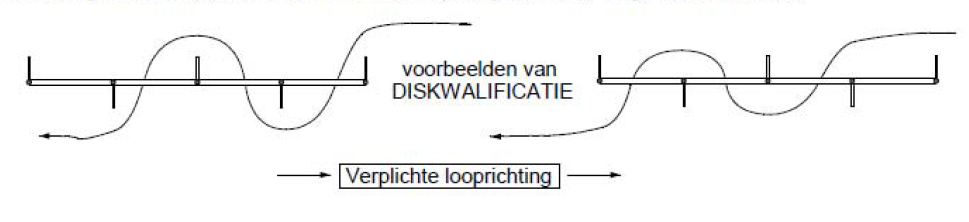 voorbeelden van
DISKWALIFICATIE
Verplichte looprichting